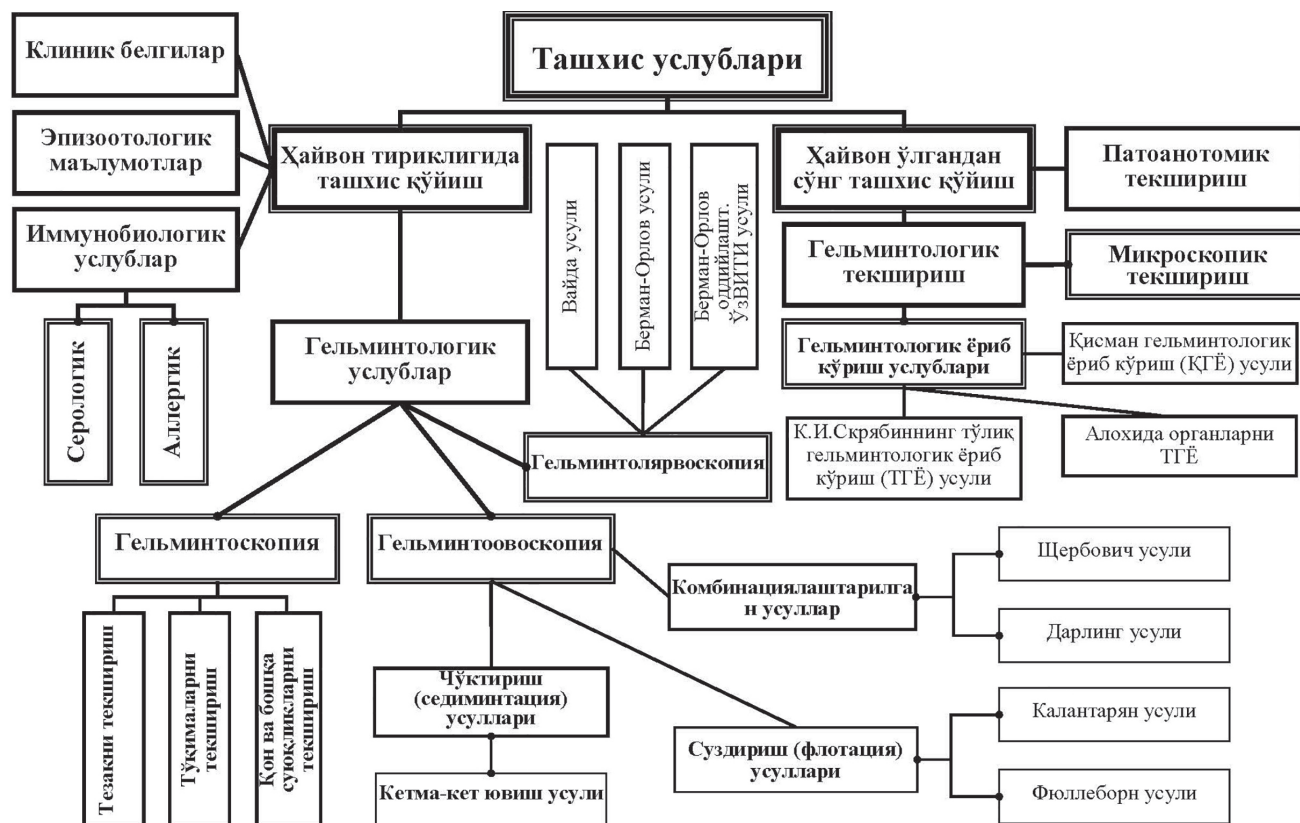 Ташхис услублари
Клиник белгилар
Эпизоотологик
маълумотлар
Иммунобиологик
услублар
Серологик
Аллергик
Ҳайвон тириклигида
ташхис қўйиш
Гельминтологик
услублар
Вайда усули
Берман-Орлов усули
Берман-Орлов
оддийлашт.
ЎзВИТИ усули
Гельминтолярвоскопия
Ҳайвон ўлгандан
сўнг ташхис қўйиш
Патоанотомик
текшириш
Гельминтологик
текшириш
Микроскопик
текшириш
Гельминтологик ёриб
кўриш услублари
Қисман гельминтологик
ёриб кўриш (ҚГЁ) усули
К.И.Скрябиннинг тўлиқ
гельминтологик ёриб
кўриш (ТГЁ) усули
Алохида органларни
ТГЁ
Гельминтоскопия
Тезакни текшириш
Тўқималарни
текшириш
Қон ва бошқа
суюқликларни
текшириш
Гельминтоовоскопия
Чўктириш
(седиминтация)
усуллари
Кетма-кет ювиш усули
Комбинациялаштарилга
н усуллар
Щербович усули
Дарлинг усули
Суздириш (флотация)
усуллари
Калантарян усули
Фюллеборн усули